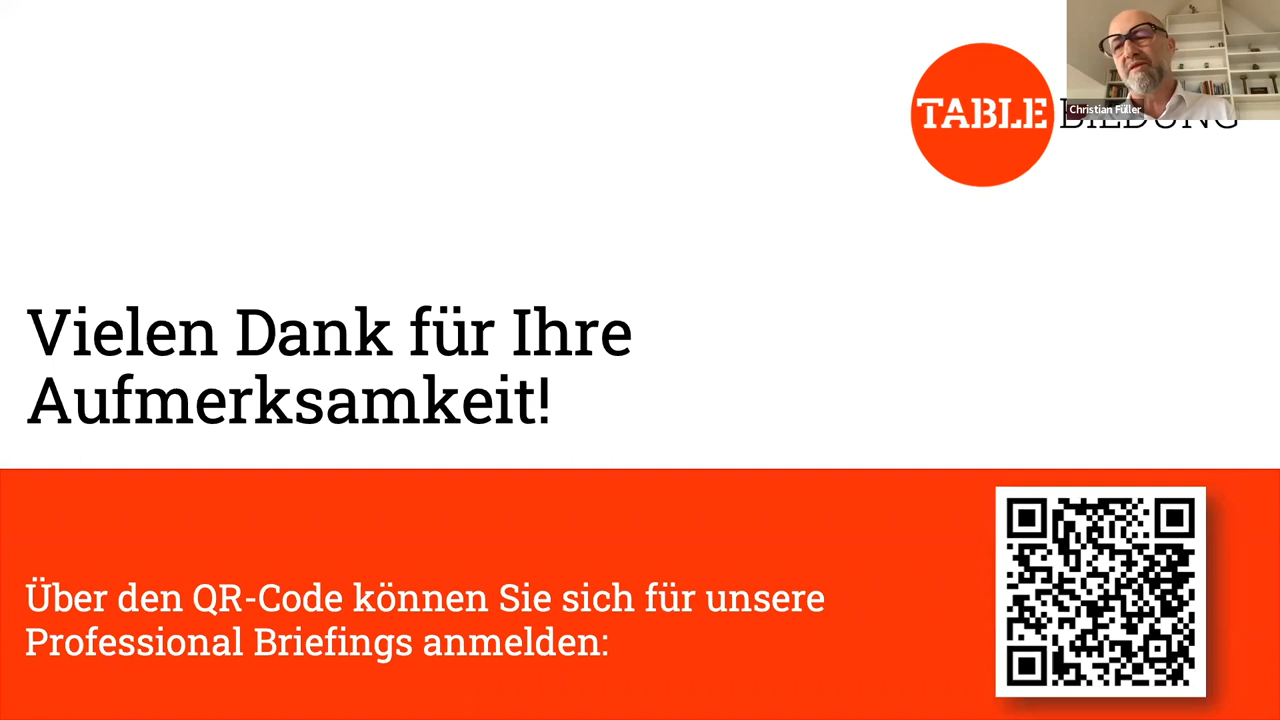 TABLE BILDUNG
Christian Füller
Vielen Dank für Ihre
Aufmerksamkeit!
Über den QR-Code können Sie sich für unsere
Professional Briefings anmelden: